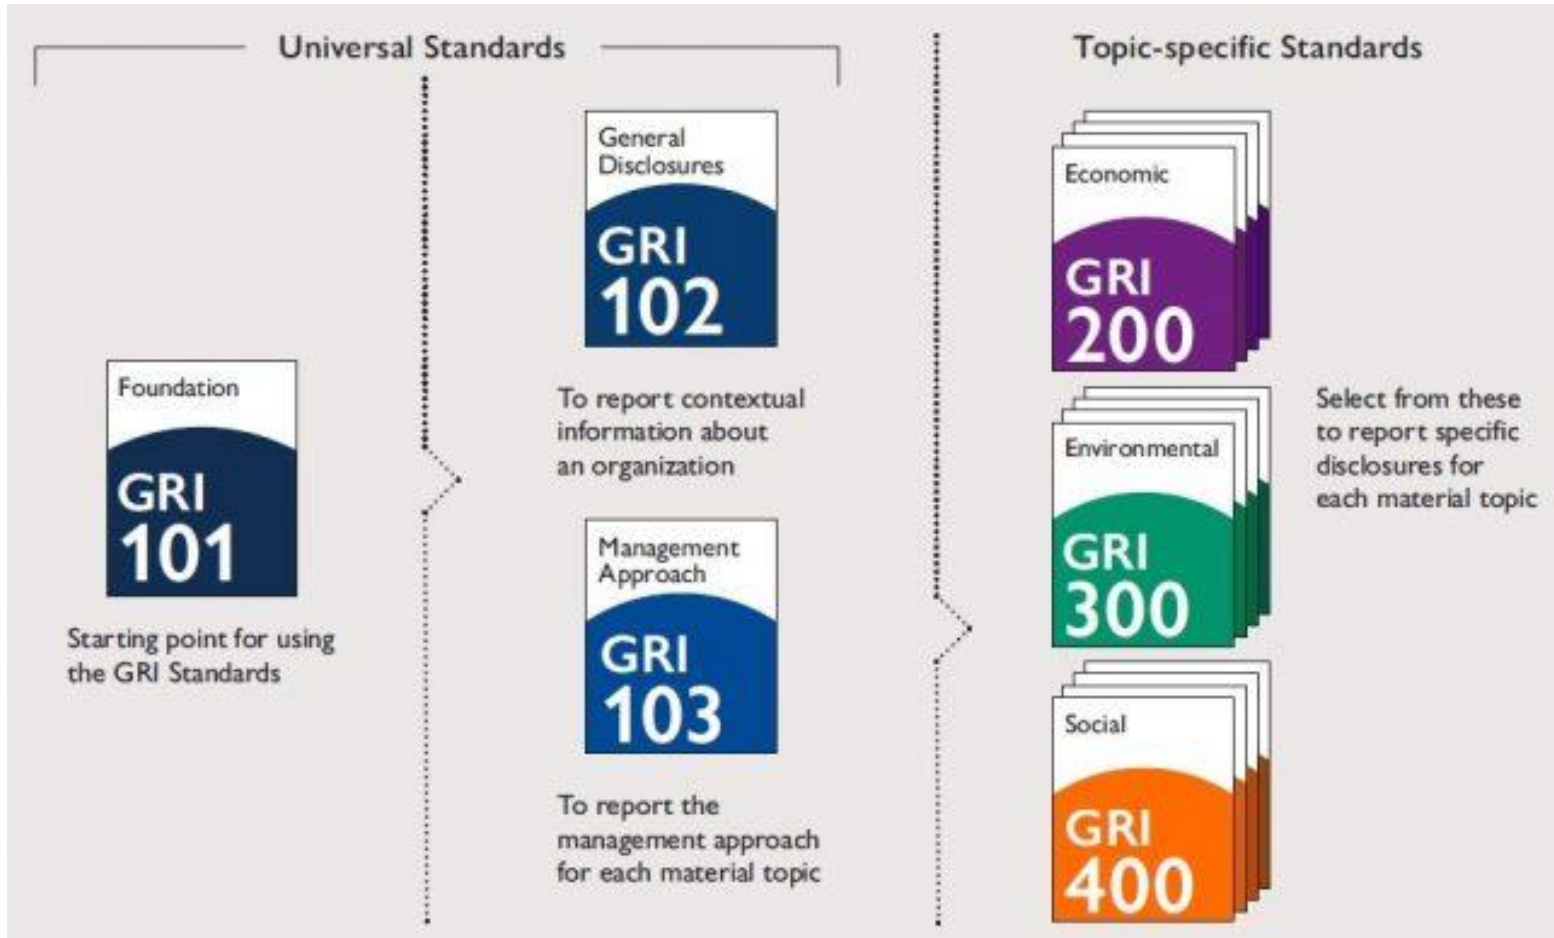 Universal Standards
Topic-specific Standards
Foundation
GRI
101
Starting point for using
the GRI Standards
General
Disclosures
GRI
102
To report contextual
information about
an organization
Management
Approach
GRI
103
To report the
management approach
for each material topic
Economic
GRI
200
Environmental
GRI
300
Social
GRI
400
Select from these
to report specific
disclosures for
each material topic